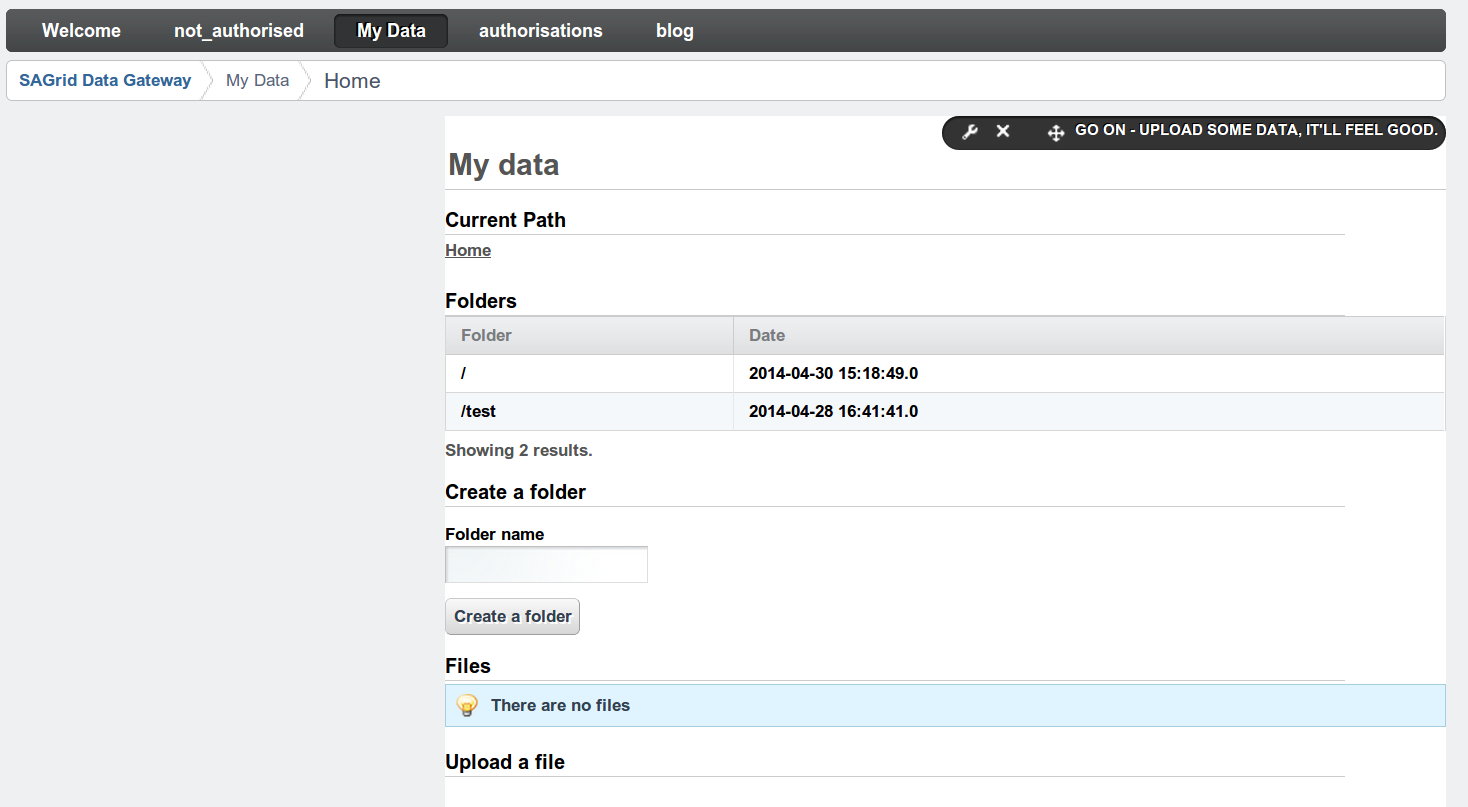 Welcome not_authorised My Data authorisations blog
SAGrid Data Gateway My Data Home
GO ON - UPLOAD SOME DATA, IT'LL FEEL GOOD.
My data
Current Path
Home
Folders
Folder Date
/ 2014-04-30 15:18:49.0
/test 2014-04-28 16:41:41.0
Showing 2 results.
Create a folder
Folder name
Create a folder
Files
There are no files
Upload a file